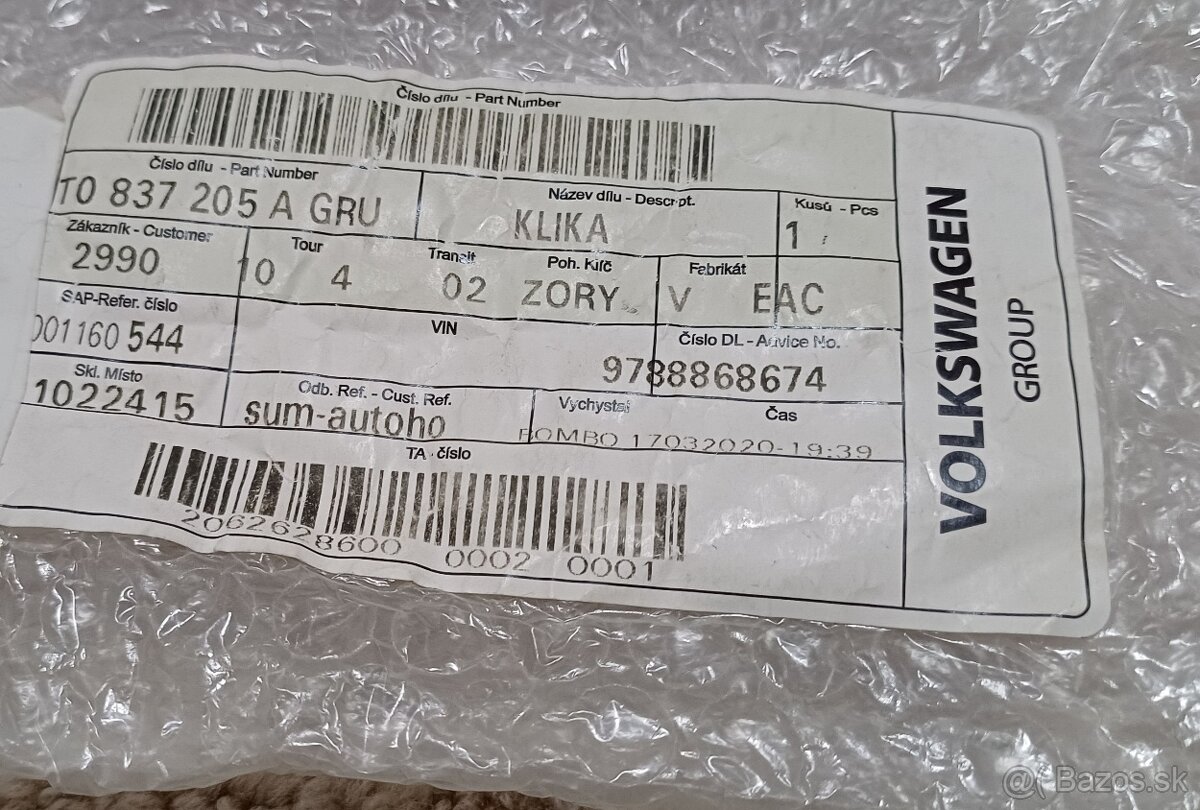 Číslo dílu - Part Number
Číslo dílu - Part Number
T0 837 205 A GRU
Název dílu - Descript.
KLIKA
Kusů - Pcs
1
Zákazník - Customer
2990
Tour
10 4
Transit
02
Poh. Klíč
ZORY
Fabrikát
V EAC
SAP-Refer. číslo
001160 544
VIN
Číslo DL - Advice No.
9788868674
Skl. Místo
1022415
Odb. Ref. - Cust. Ref.
sum-autoho
Vychystal
Čas
BOMBO 17032020-19:39
TA číslo
2062628600 0002 0001
VOLKSWAGEN
GROUP
@( Bazos.sk